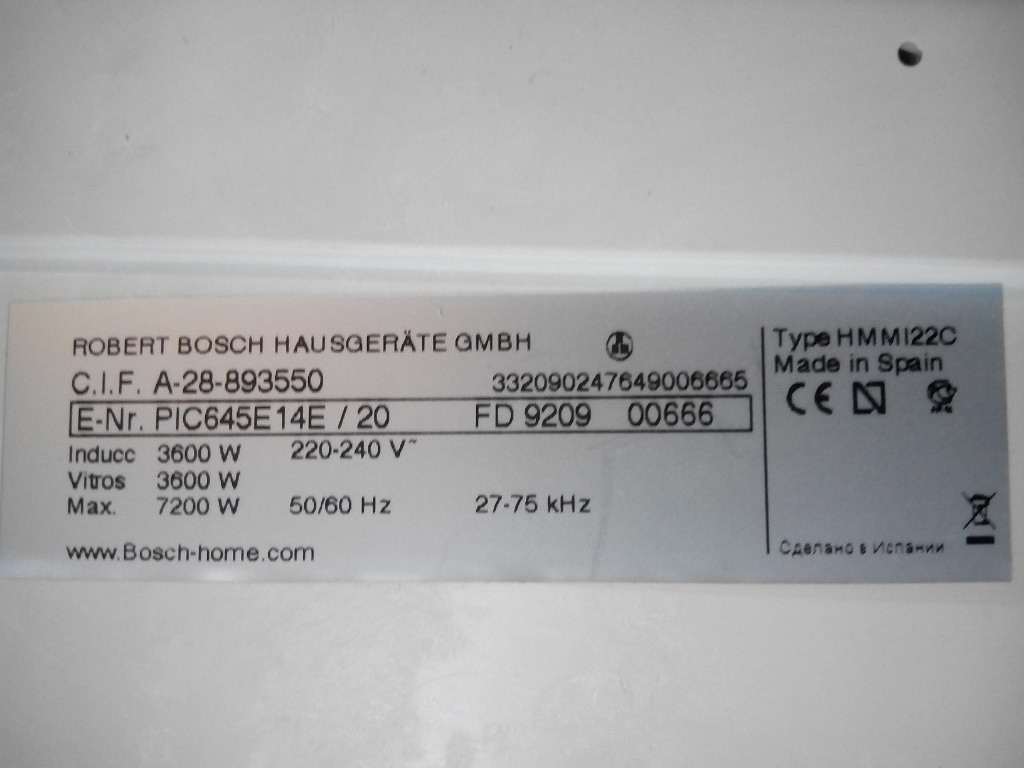 ROBERT BOSCH HAUSGERÄTE GMBH
C.I.F. A-28-893550 332090247649006665
E-Nr. PIC645E14E / 20 FD 9209 00666
Inducc 3600 W 220-240 V~
Vitros 3600 W
Max. 7200 W 50/60 Hz 27-75 kHz
www.Bosch-home.com
Type HMMI22C
Made in Spain
CE N
Сделано в Испании